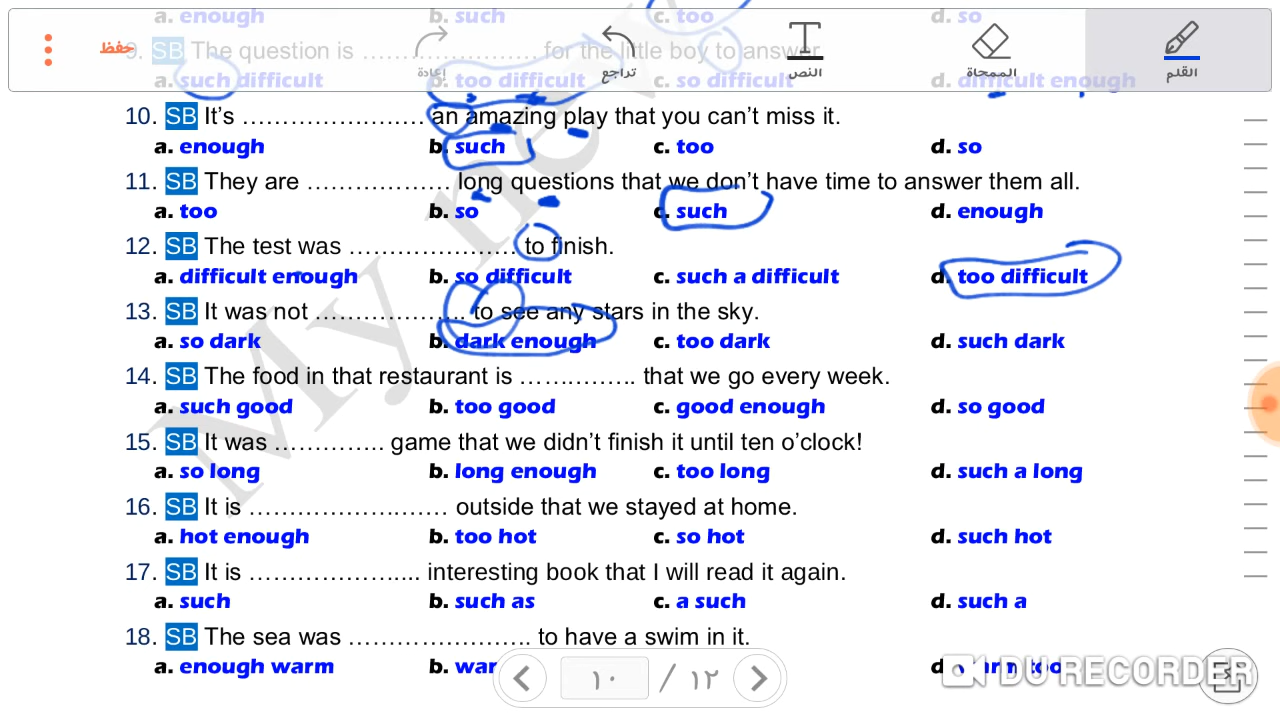 a. enough b. such c. too d. so
حفظ
إعادة
تراجع
النص
الممحاة
القلم
9. SB The question is …………………… for the little boy to answer.
a. such difficult b. too difficult c. so difficult d. difficult enough
10. SB It's …………………… an amazing play that you can't miss it.
a. enough b. such c. too d. so
11. SB They are ……………… long questions that we don't have time to answer them all.
a. too b. so c. such d. enough
12. SB The test was ………………… to finish.
a. difficult enough b. so difficult c. such a difficult d. too difficult
13. SB It was not ………………. to see any stars in the sky.
a. so dark b. dark enough c. too dark d. such dark
14. SB The food in that restaurant is …………… that we go every week.
a. such good b. too good c. good enough d. so good
15. SB It was ………….. game that we didn't finish it until ten o'clock!
a. so long b. long enough c. too long d. such a long
16. SB It is …………………… outside that we stayed at home.
a. hot enough b. too hot c. so hot d. such hot
17. SB It is …………………..... interesting book that I will read it again.
a. such b. such as c. a such d. such a
18. SB The sea was ……………………. to have a swim in it.
a. enough warm b. war
١٠ / ١٢
DU RECORDER
My new